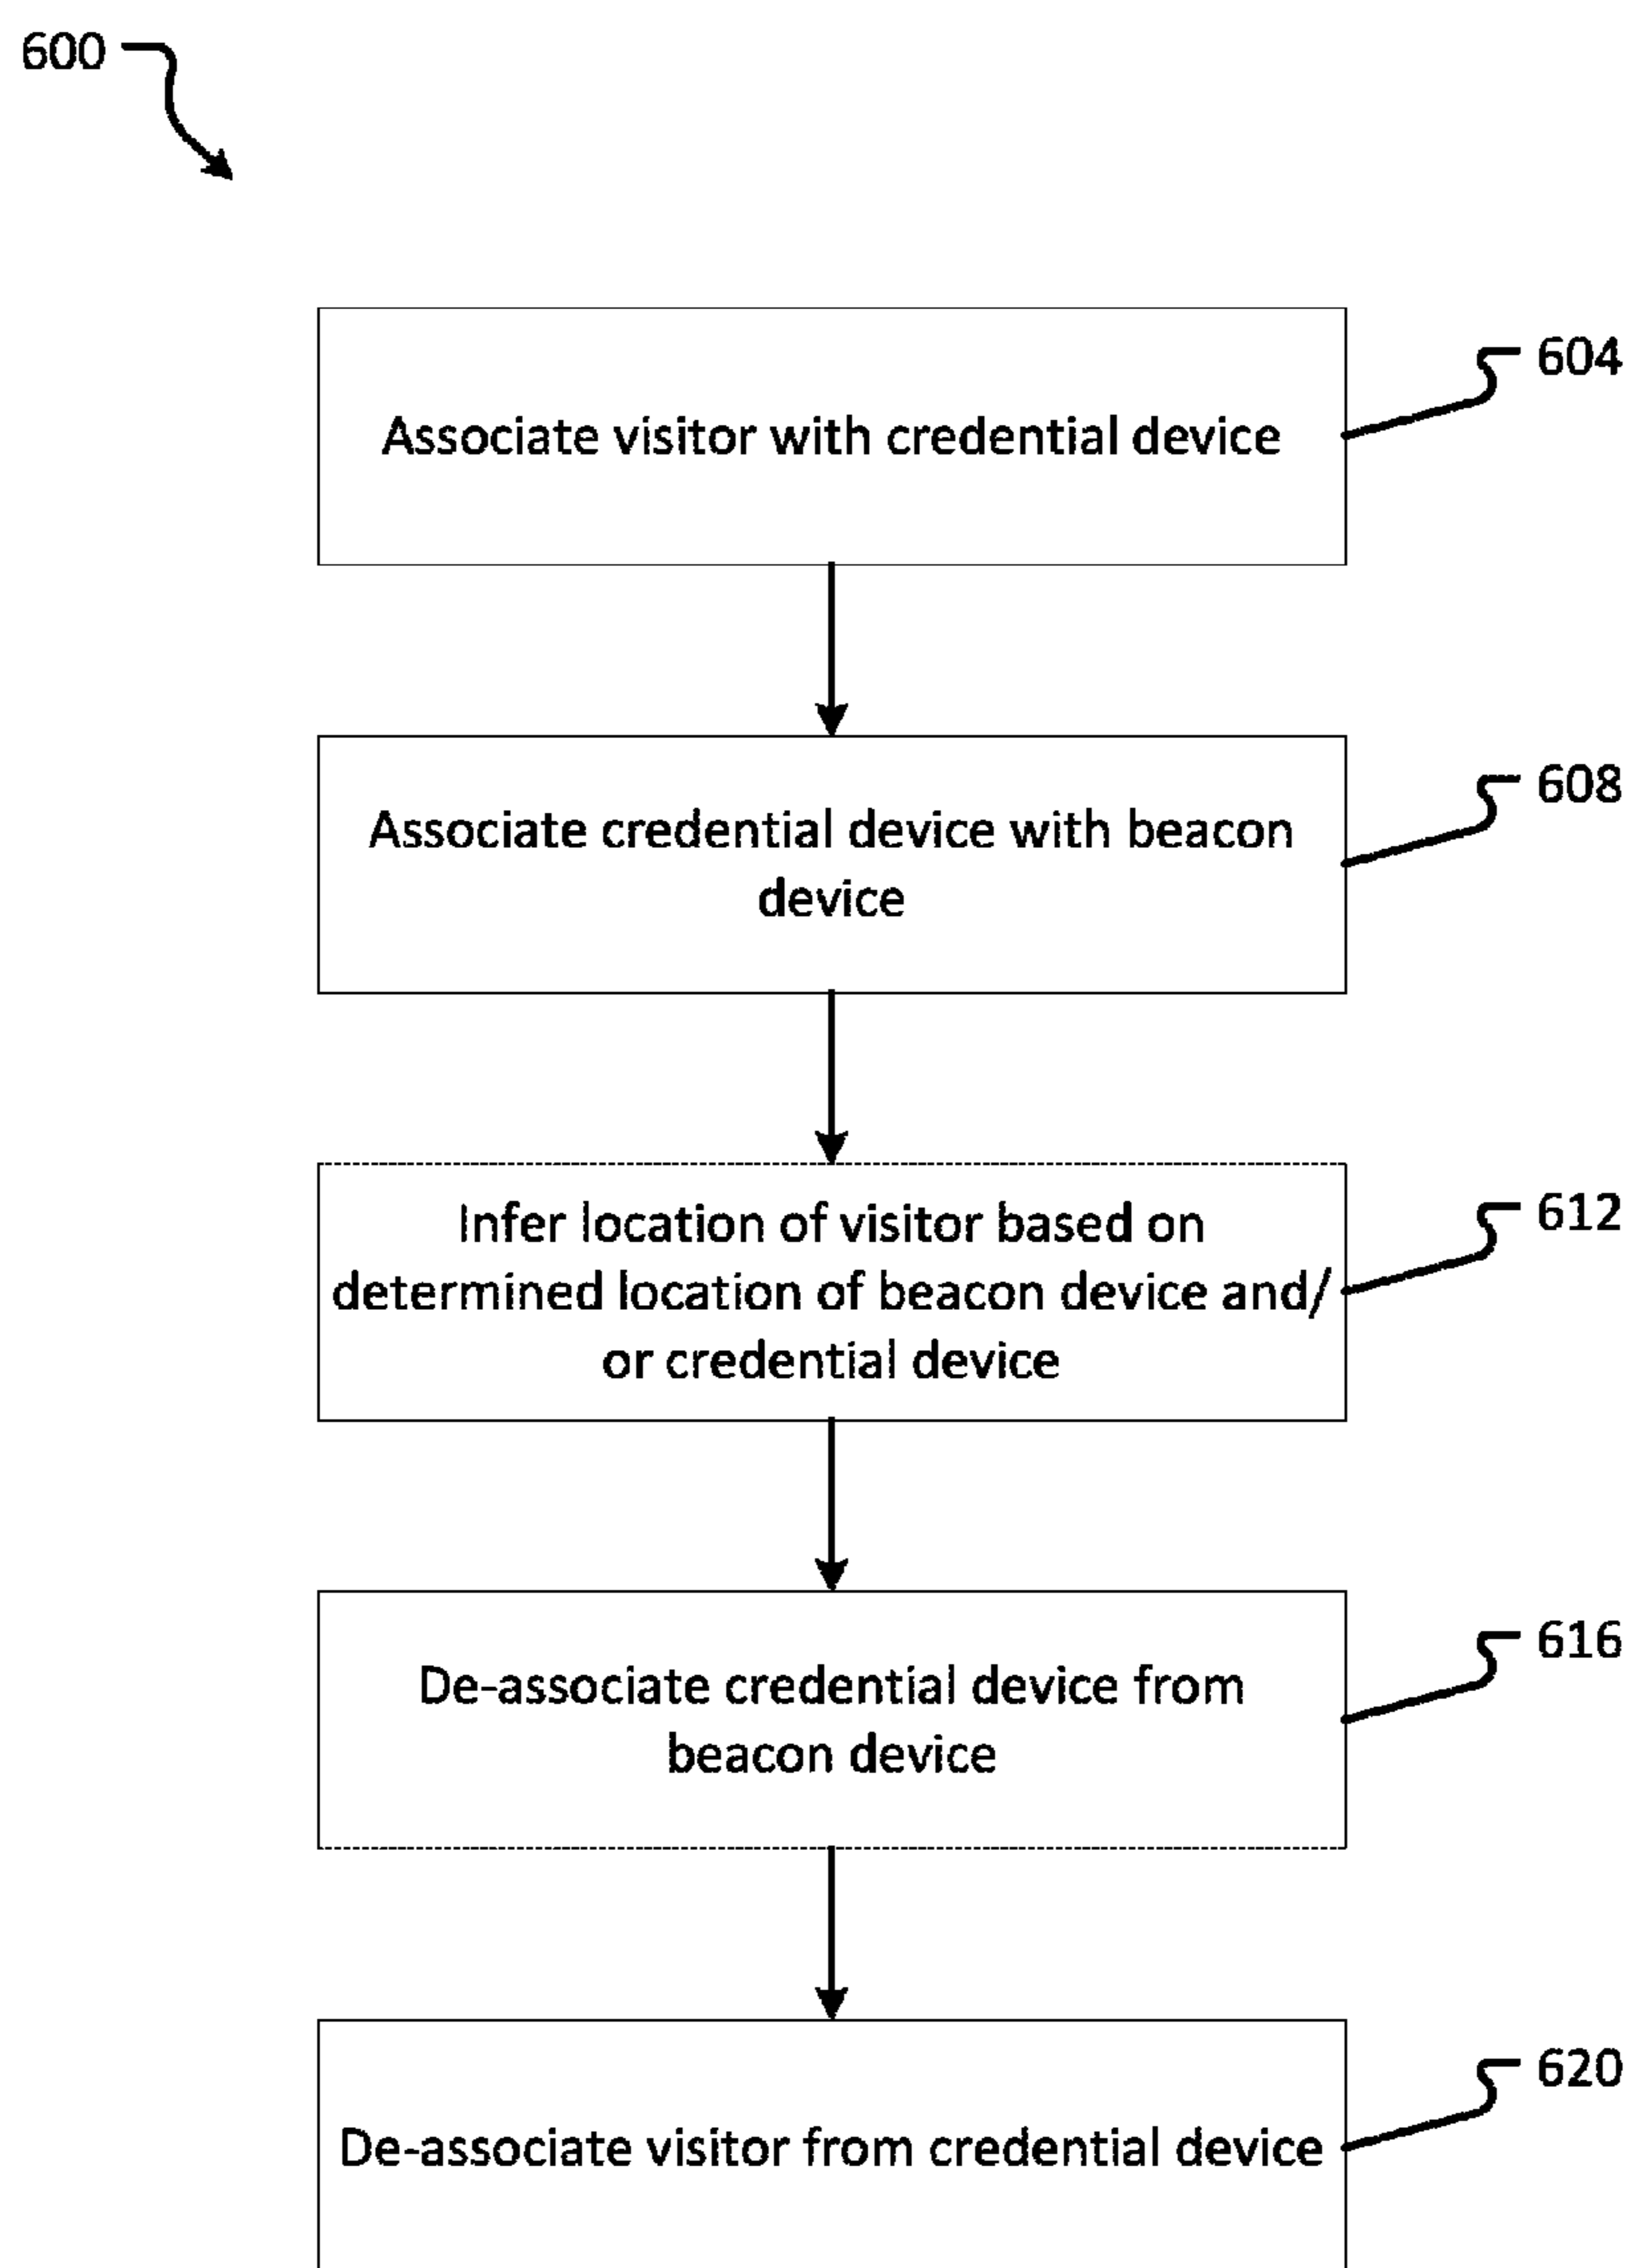 600
604
Associate visitor with credential device
608
Associate credential device with beacon
device
612
Infer location of visitor based on
determined location of beacon device and/
or credential device
616
De-associate credential device from
beacon device
620
De-associate visitor from credential device